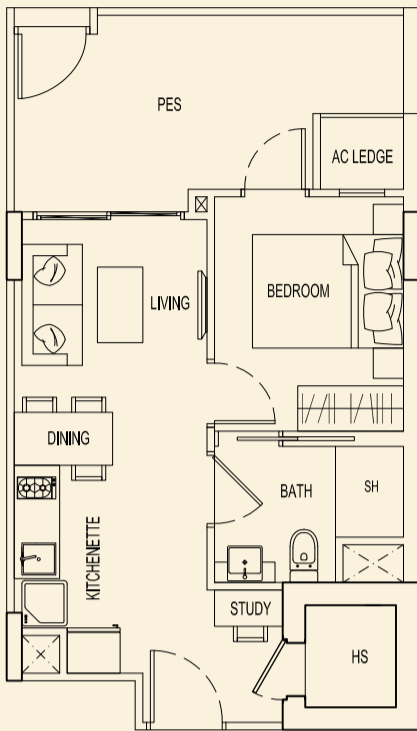 PES
AC LEDGE
LIVING
BEDROOM
DINING
BATH
SH
KITCHENETTE
STUDY
HS